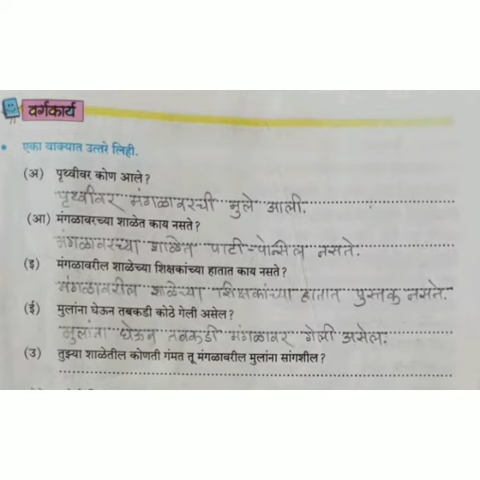 वर्गकार्य
• एका वाक्यात उत्तरे लिही.
(अ) पृथ्वीवर कोण आले?
पृथ्वीवर मंगळावरची मुले आली.
(आ) मंगळावरच्या शाळेत काय नसते?
मंगळावरच्या शाळेत पाटी-पेन्सिल नसते.
(इ) मंगळावरील शाळेच्या शिक्षकांच्या हातात काय नसते?
मंगळावरील शाळेच्या शिक्षकांच्या हातात पुस्तक नसते.
(ई) मुलांना घेऊन तबकडी कोठे गेली असेल?
मुलांना घेऊन तबकडी मंगळावर गेली असेल.
(उ) तुझ्या शाळेतील कोणती गंमत तू मंगळावरील मुलांना सांगशील?